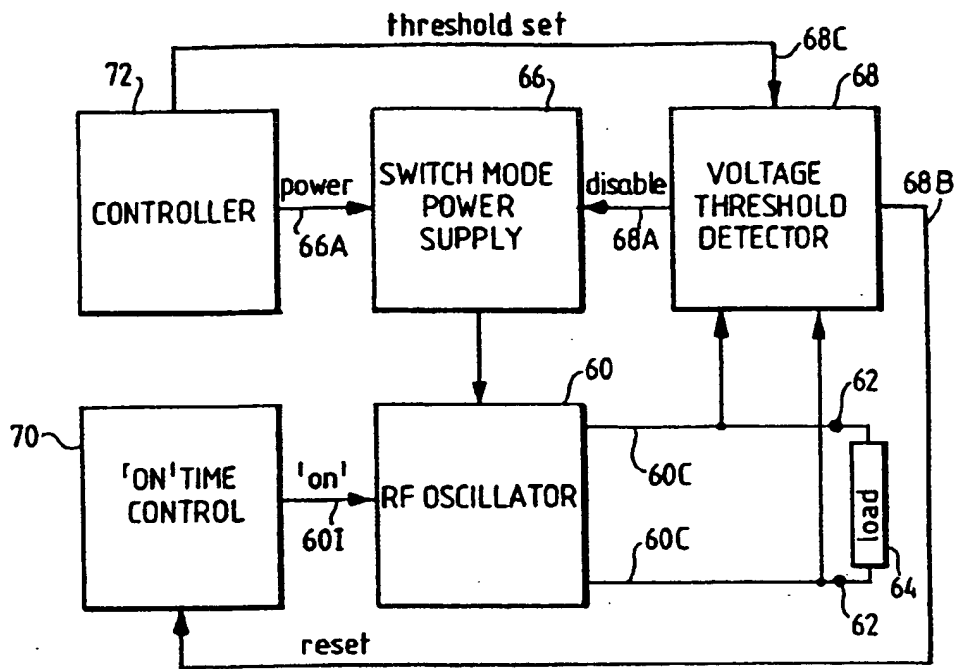 threshold set
68C
72
66
68
CONTROLLER
power
66A
SWITCH MODE
POWER
SUPPLY
disable
68A
VOLTAGE
THRESHOLD
DETECTOR
68B
60
62
70
'ON' TIME
CONTROL
'on'
60I
RF OSCILLATOR
60C
60C
load
64
62
reset